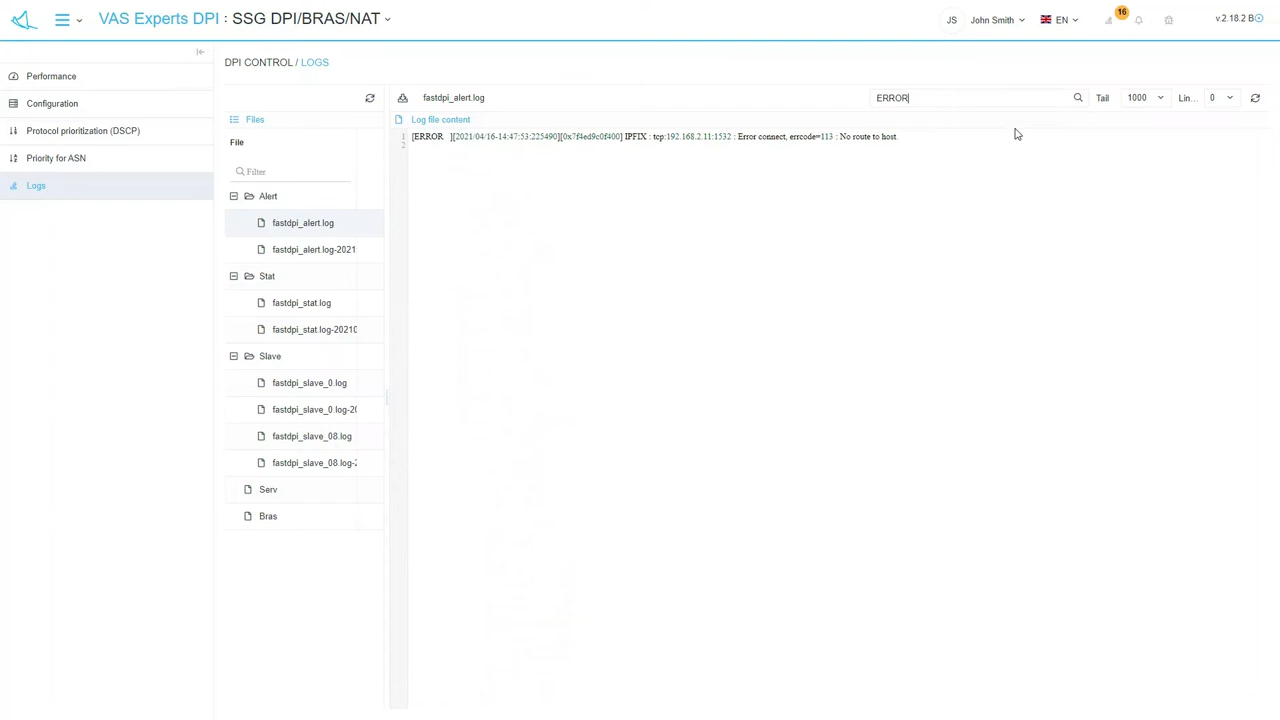 VAS Experts DPI : SSG DPI/BRAS/NAT
JS John Smith EN 16 v.2.18.2 B
Performance
Configuration
Protocol prioritization (DSCP)
Priority for ASN
Logs
DPI CONTROL / LOGS
fastdpi_alert.log ERROR Tail 1000 Lin... 0
Files
File
Filter
Alert
fastdpi_alert.log
fastdpi_alert.log-2021
Stat
fastdpi_stat.log
fastdpi_stat.log-20210
Slave
fastdpi_slave_0.log
fastdpi_slave_0.log-20
fastdpi_slave_08.log
fastdpi_slave_08.log-2
Serv
Bras
Log file content
1 [ERROR ][2021/04/16-14:47:53:225490][0x7f4ed9c0f400] IPFIX : tcp:192.168.2.11:1532 : Error connect, errcode=113 : No route to host.
2